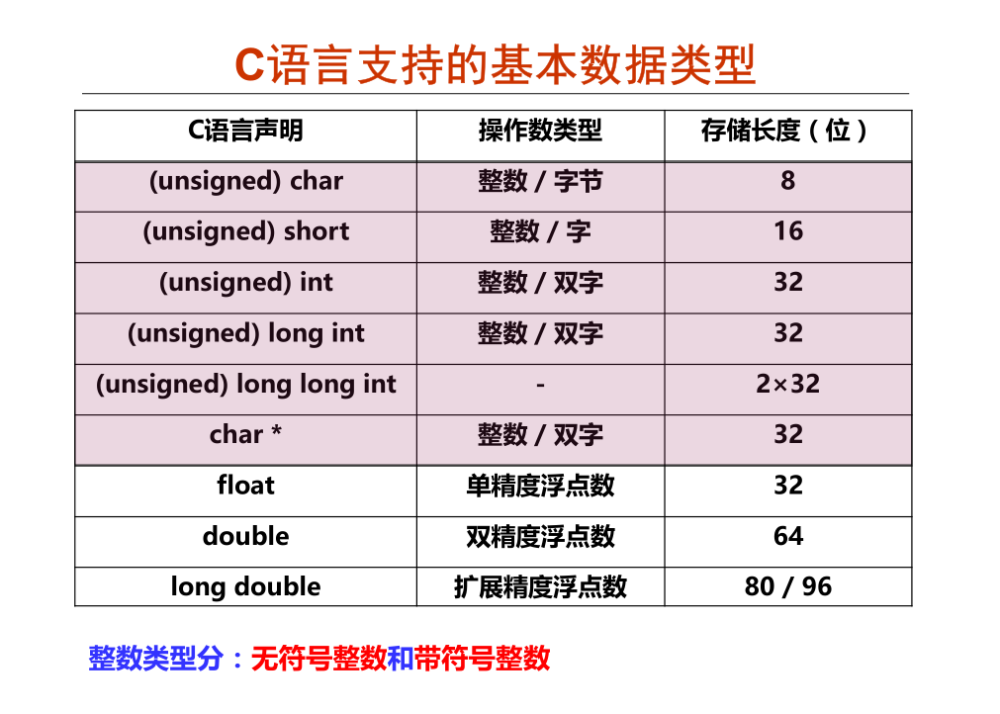 C语言支持的基本数据类型
C语言声明 操作数类型 存储长度（位）
(unsigned) char 整数 / 字节 8
(unsigned) short 整数 / 字 16
(unsigned) int 整数 / 双字 32
(unsigned) long int 整数 / 双字 32
(unsigned) long long int - 2×32
char * 整数 / 双字 32
float 单精度浮点数 32
double 双精度浮点数 64
long double 扩展精度浮点数 80 / 96
整数类型分：无符号整数和带符号整数